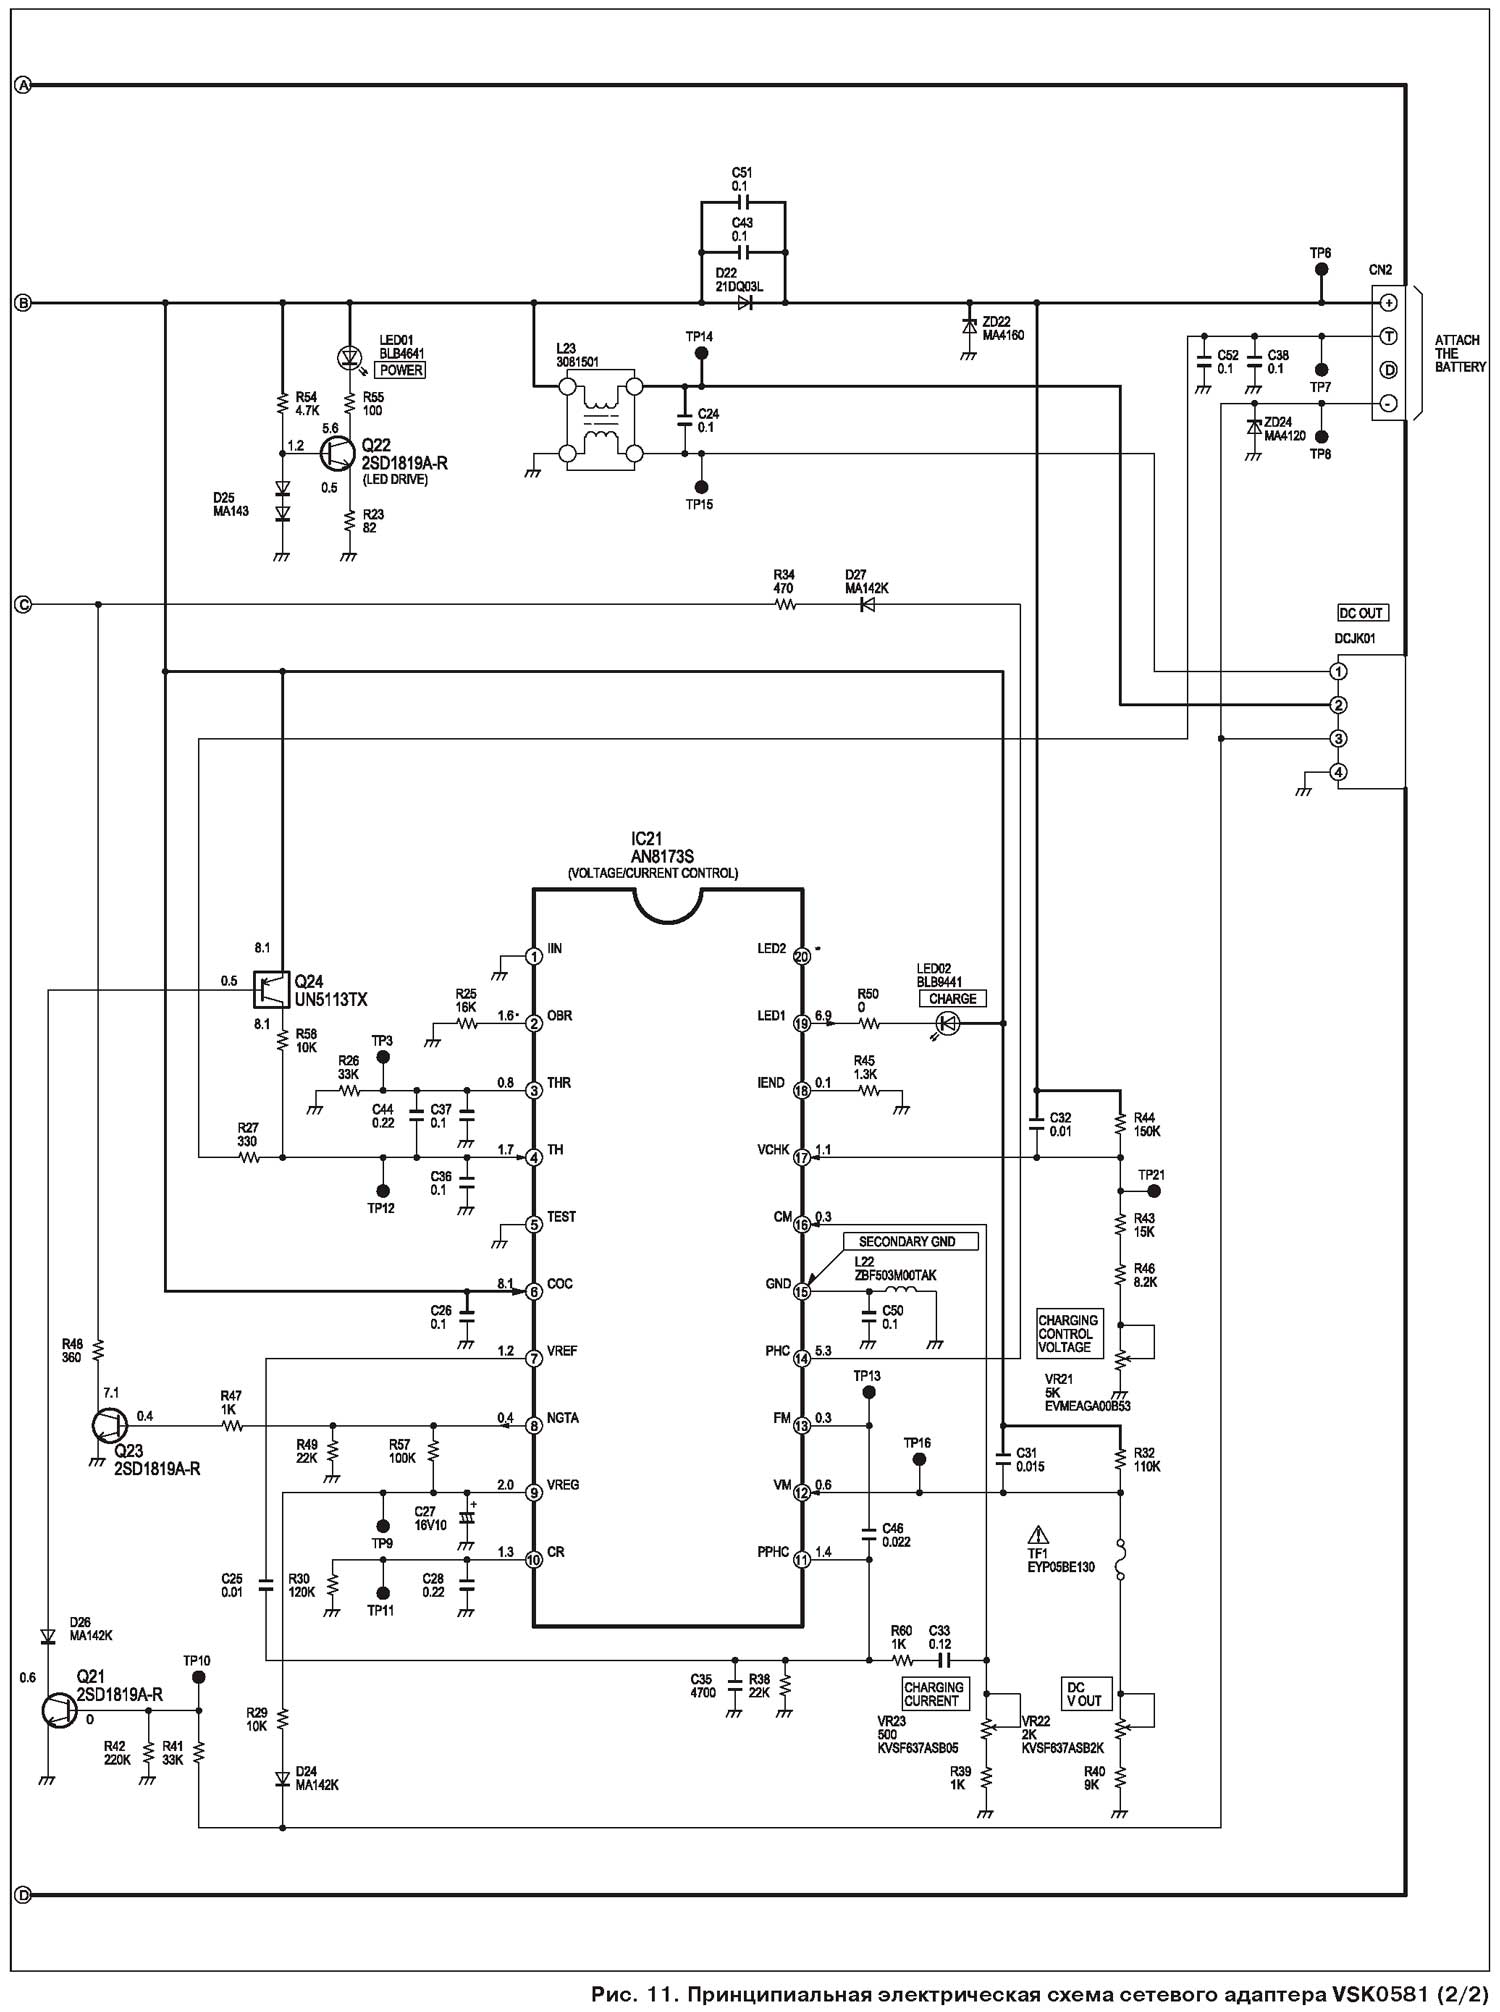 A
C51
0.1
C43
0.1
D22
21DQ03L
TP6
CN2
B
+
ZD22
MA4160
LED01
BLB4641
POWER
L23
3081501
TP14
C52
0.1
C38
0.1
TP7
T
D
-
ATTACH
THE
BATTERY
R54
4.7K
R55
100
5.6
1.2
Q22
2SD1819A-R
(LED DRIVE)
0.5
C24
0.1
ZD24
MA4120
TP8
D25
MA143
R23
82
TP15
C
R34
470
D27
MA142K
DC OUT
DCJK01
1
2
3
4
IC21
AN8173S
(VOLTAGE/CURRENT CONTROL)
8.1
0.5
Q24
UN5113TX
8.1
R58
10K
1 IIN
R25
16K
1.6* 2 OBR
TP3
R26
33K
0.8 3 THR
C44
0.22
C37
0.1
R27
330
1.7 4 TH
C36
0.1
TP12
5 TEST
8.1 6 COC
C26
0.1
1.2 7 VREF
R48
360
7.1
0.4
Q23
2SD1819A-R
R47
1K
0.4 8 NGTA
R49
22K
R57
100K
2.0 9 VREG
C27
16V10
+
TP9
1.3 10 CR
C25
0.01
R30
120K
TP11
C28
0.22
LED2 20 *
LED1 19 6.9
R50
0
LED02
BLB9441
CHARGE
IEND 18 0.1
R45
1.3K
VCHK 17 1.1
C32
0.01
R44
150K
TP21
CM 16 0.3
SECONDARY GND
R43
15K
GND 15
L22
ZBF503M00TAK
C50
0.1
R46
8.2K
CHARGING
CONTROL
VOLTAGE
VR21
5K
EVMEAGA00B53
PHC 14 5.3
TP13
FM 13 0.3
TP16
C31
0.015
R32
110K
VM 12 0.6
C46
0.022
TF1
EYP05BE130
PPHC 11 1.4
D26
MA142K
0.6
Q21
2SD1819A-R
0
TP10
R42
220K
R41
33K
R29
10K
D24
MA142K
C35
4700
R38
22K
R60
1K
C33
0.12
CHARGING
CURRENT
VR23
500
KVSF637ASB05
R39
1K
DC
V OUT
VR22
2K
KVSF637ASB2K
R40
9K
D
Рис. 11. Принципиальная электрическая схема сетевого адаптера VSK0581 (2/2)